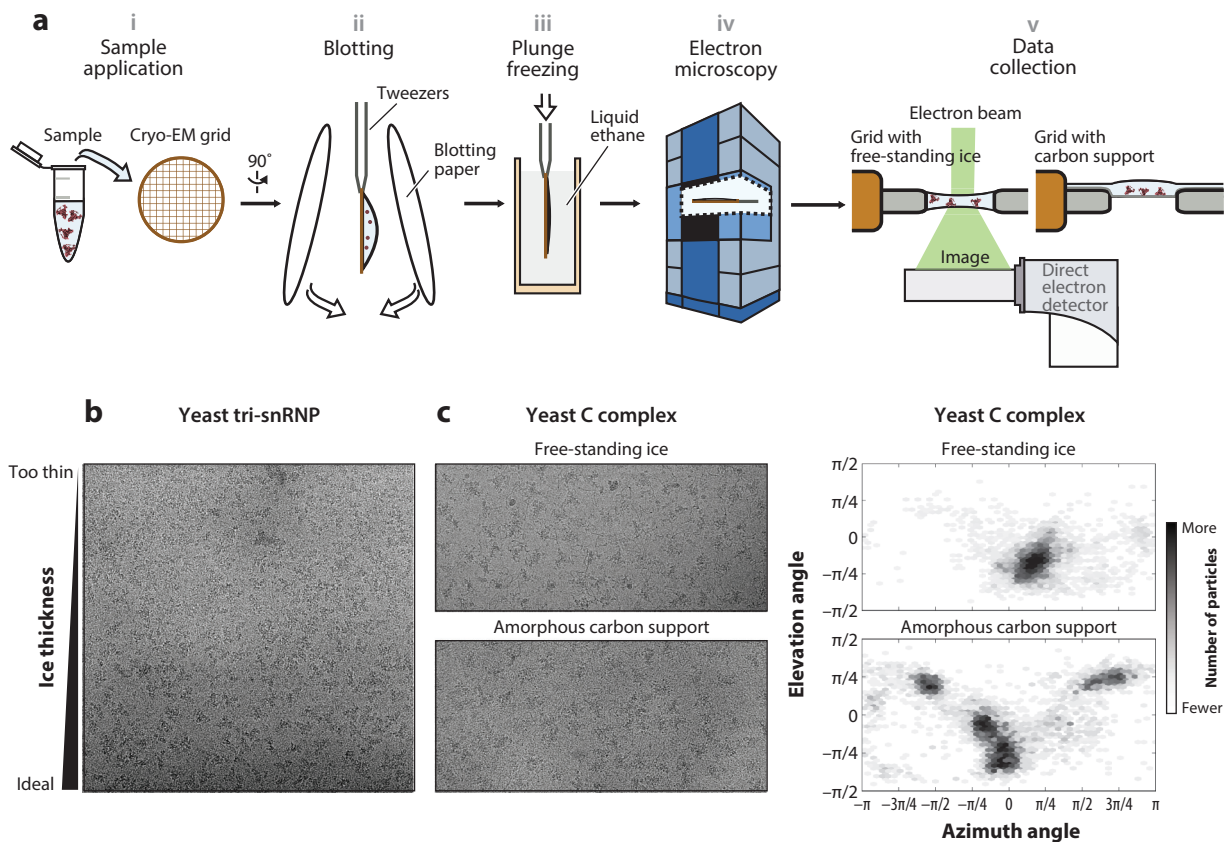 a
i
Sample
application
ii
Blotting
iii
Plunge
freezing
iv
Electron
microscopy
v
Data
collection
Sample
Cryo-EM grid
90°
Tweezers
Blotting
paper
Liquid
ethane
Electron beam
Grid with
free-standing ice
Grid with
carbon support
Image
Direct
electron
detector
b
Yeast tri-snRNP
Too thin
Ice thickness
Ideal
c
Yeast C complex
Free-standing ice
Amorphous carbon support
Yeast C complex
Free-standing ice
π/2
π/4
0
−π/4
−π/2
Amorphous carbon support
π/2
π/4
0
−π/4
−π/2
Elevation angle
−π −3π/4 −π/2 −π/4 0 π/4 π/2 3π/4 π
Azimuth angle
More
Number of particles
Fewer